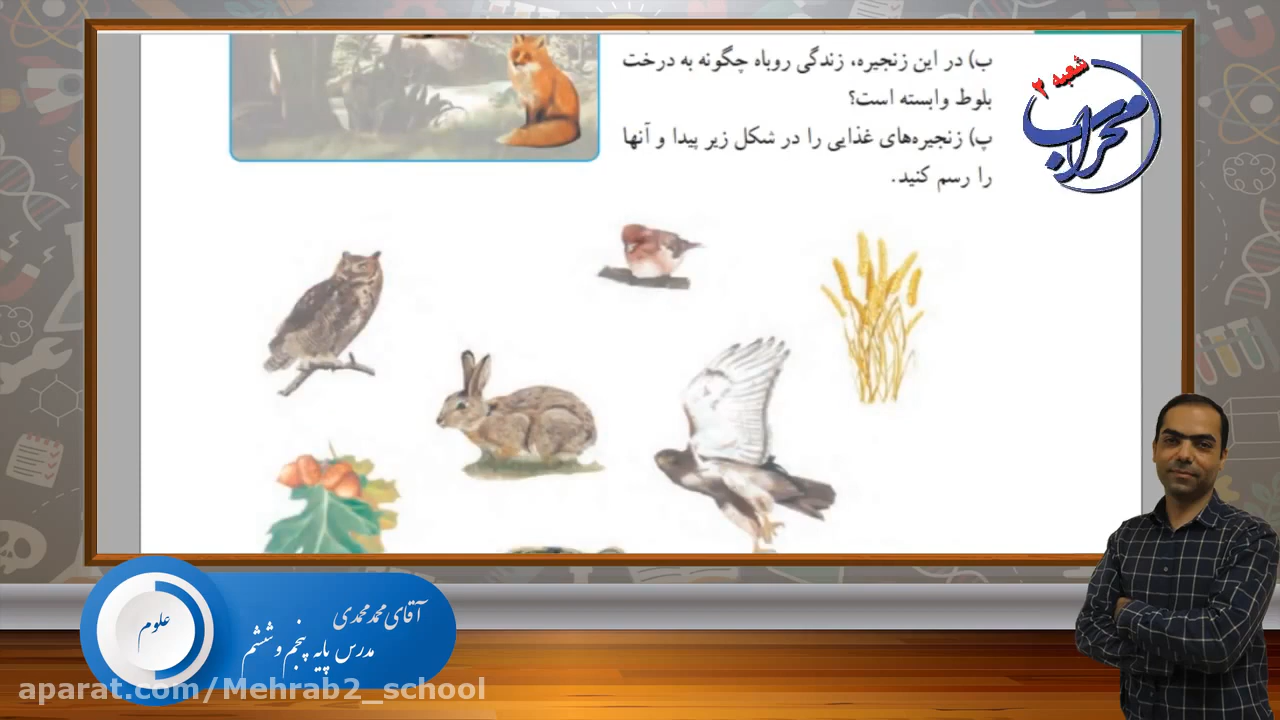 ب) در این زنجیره، زندگی روباه چگونه به درخت
بلوط وابسته است؟
پ) زنجیره‌های غذایی را در شکل زیر پیدا و آنها
را رسم کنید.
شعبه ۲
محراب
علوم
آقای محمد محمدی
مدرس پایه پنجم و ششم
aparat.com/Mehrab2_school